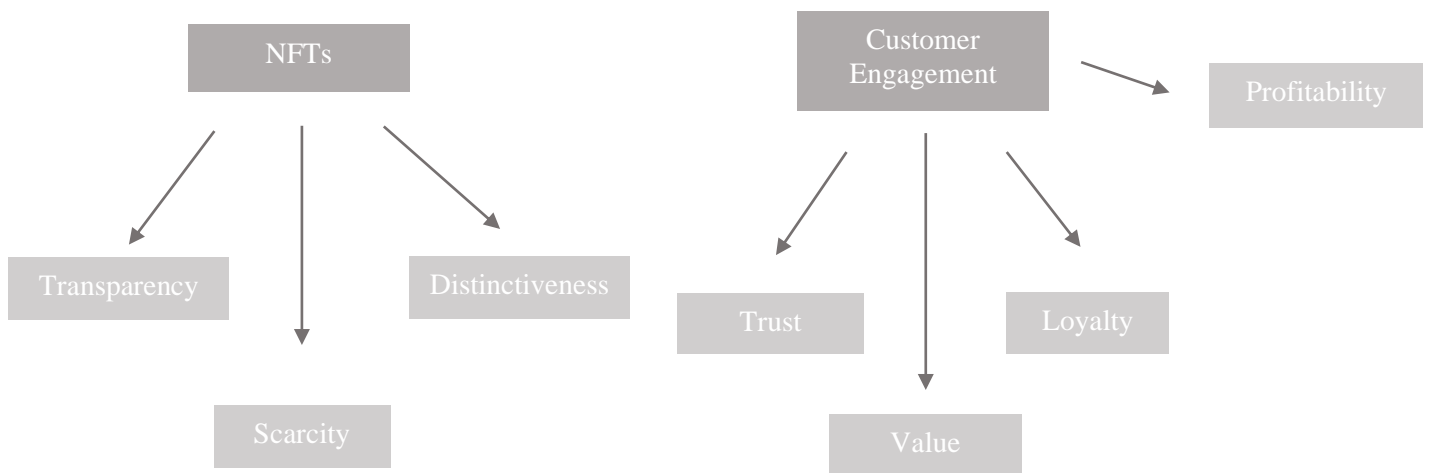 NFTs
Transparency
Scarcity
Distinctiveness
Customer
Engagement
Trust
Value
Loyalty
Profitability